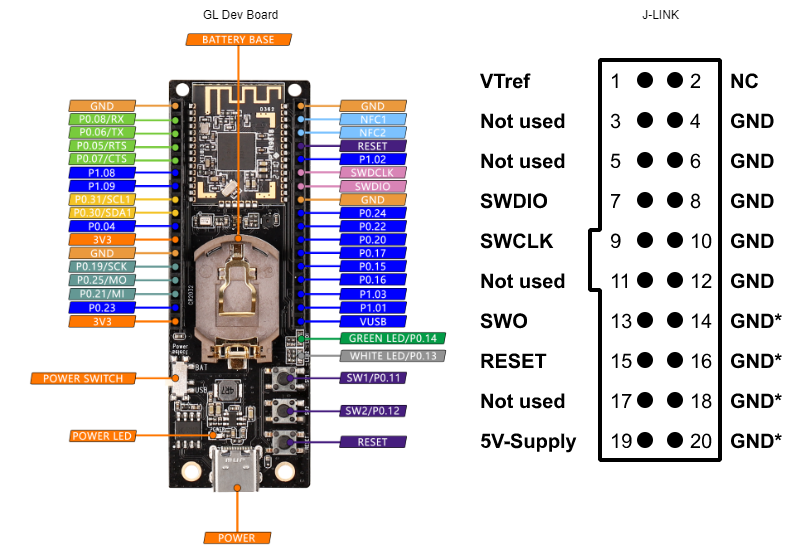 GL Dev Board
BATTERY BASE
GND
P0.08/RX
P0.06/TX
P0.05/RTS
P0.07/CTS
P1.08
P1.09
P0.31/SCL1
P0.30/SDA1
P0.04
3V3
GND
P0.19/SCK
P0.25/MO
P0.21/MI
P0.23
3V3
POWER SWITCH
POWER LED
GND
NFC1
NFC2
RESET
P1.02
SWDCLK
SWDIO
GND
P0.24
P0.22
P0.20
P0.17
P0.15
P0.16
P1.03
P1.01
VUSB
GREEN LED/P0.14
WHITE LED/P0.13
SW1/P0.11
SW2/P0.12
RESET
CR2032
Power
BAT
USB
POWER
J-LINK
VTref 1 2 NC
Not used 3 4 GND
Not used 5 6 GND
SWDIO 7 8 GND
SWCLK 9 10 GND
Not used 11 12 GND
SWO 13 14 GND*
RESET 15 16 GND*
Not used 17 18 GND*
5V-Supply 19 20 GND*